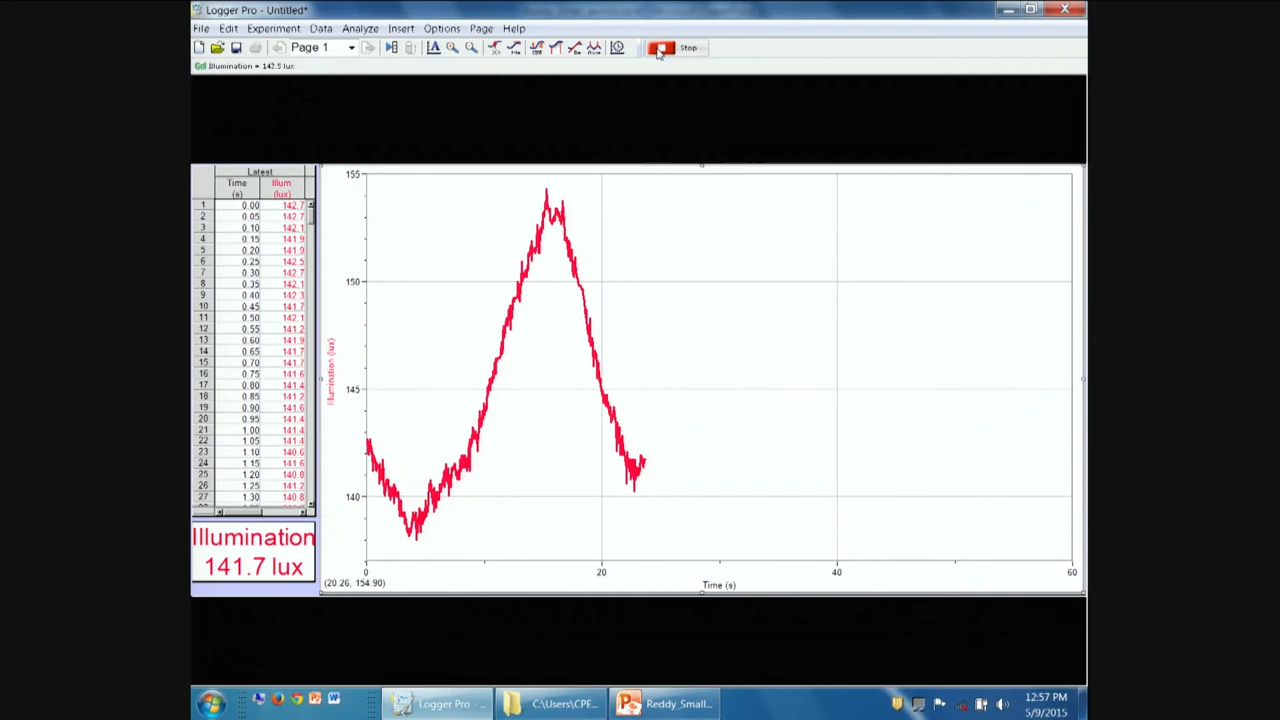 Logger Pro - Untitled*
File Edit Experiment Data Analyze Insert Options Page Help
Page 1
Stop
Go! Illumination = 142.5 lux
Latest
Time (s) Illum (lux)
1 0.00 142.7
2 0.05 142.7
3 0.10 142.1
4 0.15 141.9
5 0.20 141.9
6 0.25 142.5
7 0.30 142.7
8 0.35 142.1
9 0.40 142.3
10 0.45 141.7
11 0.50 142.1
12 0.55 141.2
13 0.60 141.9
14 0.65 141.7
15 0.70 141.7
16 0.75 141.6
17 0.80 141.4
18 0.85 141.2
19 0.90 141.6
20 0.95 141.4
21 1.00 141.4
22 1.05 141.4
23 1.10 140.6
24 1.15 141.6
25 1.20 140.8
26 1.25 141.2
27 1.30 140.8
Illumination
141.7 lux
155
150
145
140
Illumination (lux)
0 20 40 60
(20.26, 154.90)
Time (s)
Logger Pro - ...
C:\Users\CPE...
Reddy_Small...
12:57 PM
5/9/2015